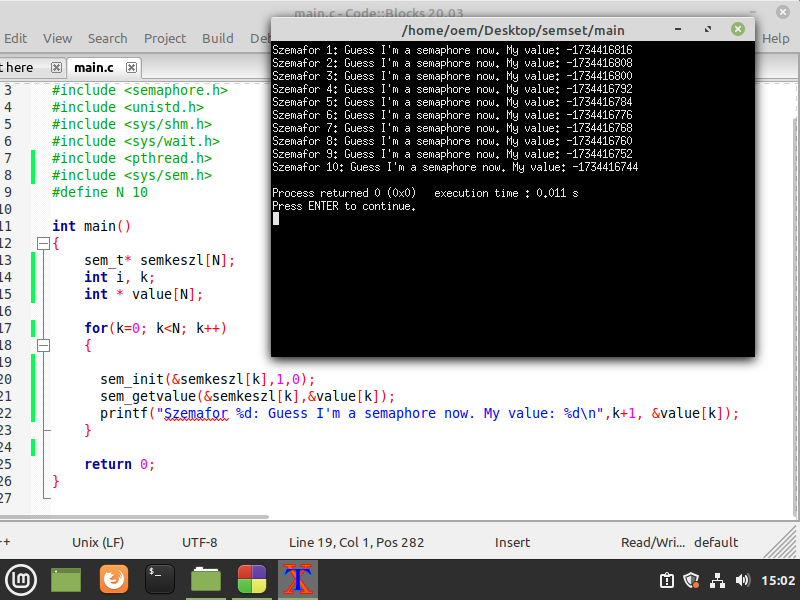 main.c - Code::Blocks 20.03
/home/oem/Desktop/semset/main
Edit View Search Project Build Help
t here main.c
Szemafor 1: Guess I'm a semaphore now. My value: -1734416816
Szemafor 2: Guess I'm a semaphore now. My value: -1734416808
Szemafor 3: Guess I'm a semaphore now. My value: -1734416800
Szemafor 4: Guess I'm a semaphore now. My value: -1734416792
Szemafor 5: Guess I'm a semaphore now. My value: -1734416784
Szemafor 6: Guess I'm a semaphore now. My value: -1734416776
Szemafor 7: Guess I'm a semaphore now. My value: -1734416768
Szemafor 8: Guess I'm a semaphore now. My value: -1734416760
Szemafor 9: Guess I'm a semaphore now. My value: -1734416752
Szemafor 10: Guess I'm a semaphore now. My value: -1734416744
Process returned 0 (0x0) execution time : 0.011 s
Press ENTER to continue.
3 #include <semaphore.h>
4 #include <unistd.h>
5 #include <sys/shm.h>
6 #include <sys/wait.h>
7 #include <pthread.h>
8 #include <sys/sem.h>
9 #define N 10
10
11 int main()
12 {
13 sem_t* semkeszl[N];
14 int i, k;
15 int * value[N];
16
17 for(k=0; k<N; k++)
18 {
19
20 sem_init(&semkeszl[k],1,0);
21 sem_getvalue(&semkeszl[k],&value[k]);
22 printf("Szemafor %d: Guess I'm a semaphore now. My value: %d\n",k+1, &value[k]);
23 }
24
25 return 0;
26 }
27
++ Unix (LF) UTF-8 Line 19, Col 1, Pos 282 Insert Read/Wri... default
15:02